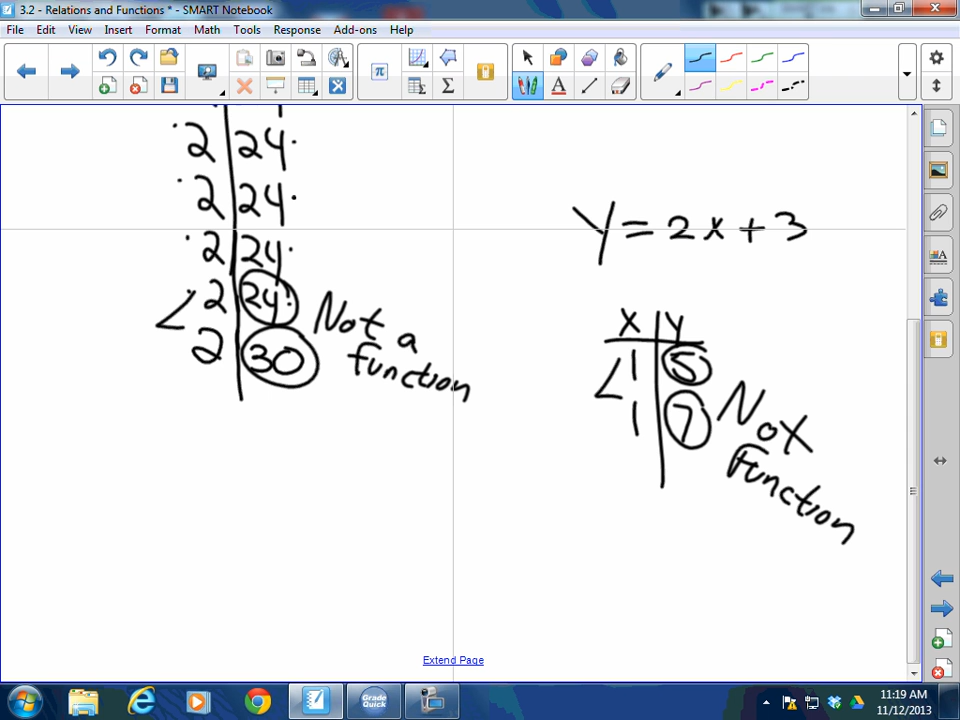 3.2 - Relations and Functions * - SMART Notebook
File Edit View Insert Format Math Tools Response Add-ons Help
2 24
2 24
2 24
2 24
2 30
Not a
function
Y = 2x + 3
X Y
1 5
1 7
Not
function
Extend Page
Grade
Quick
11:19 AM
11/12/2013